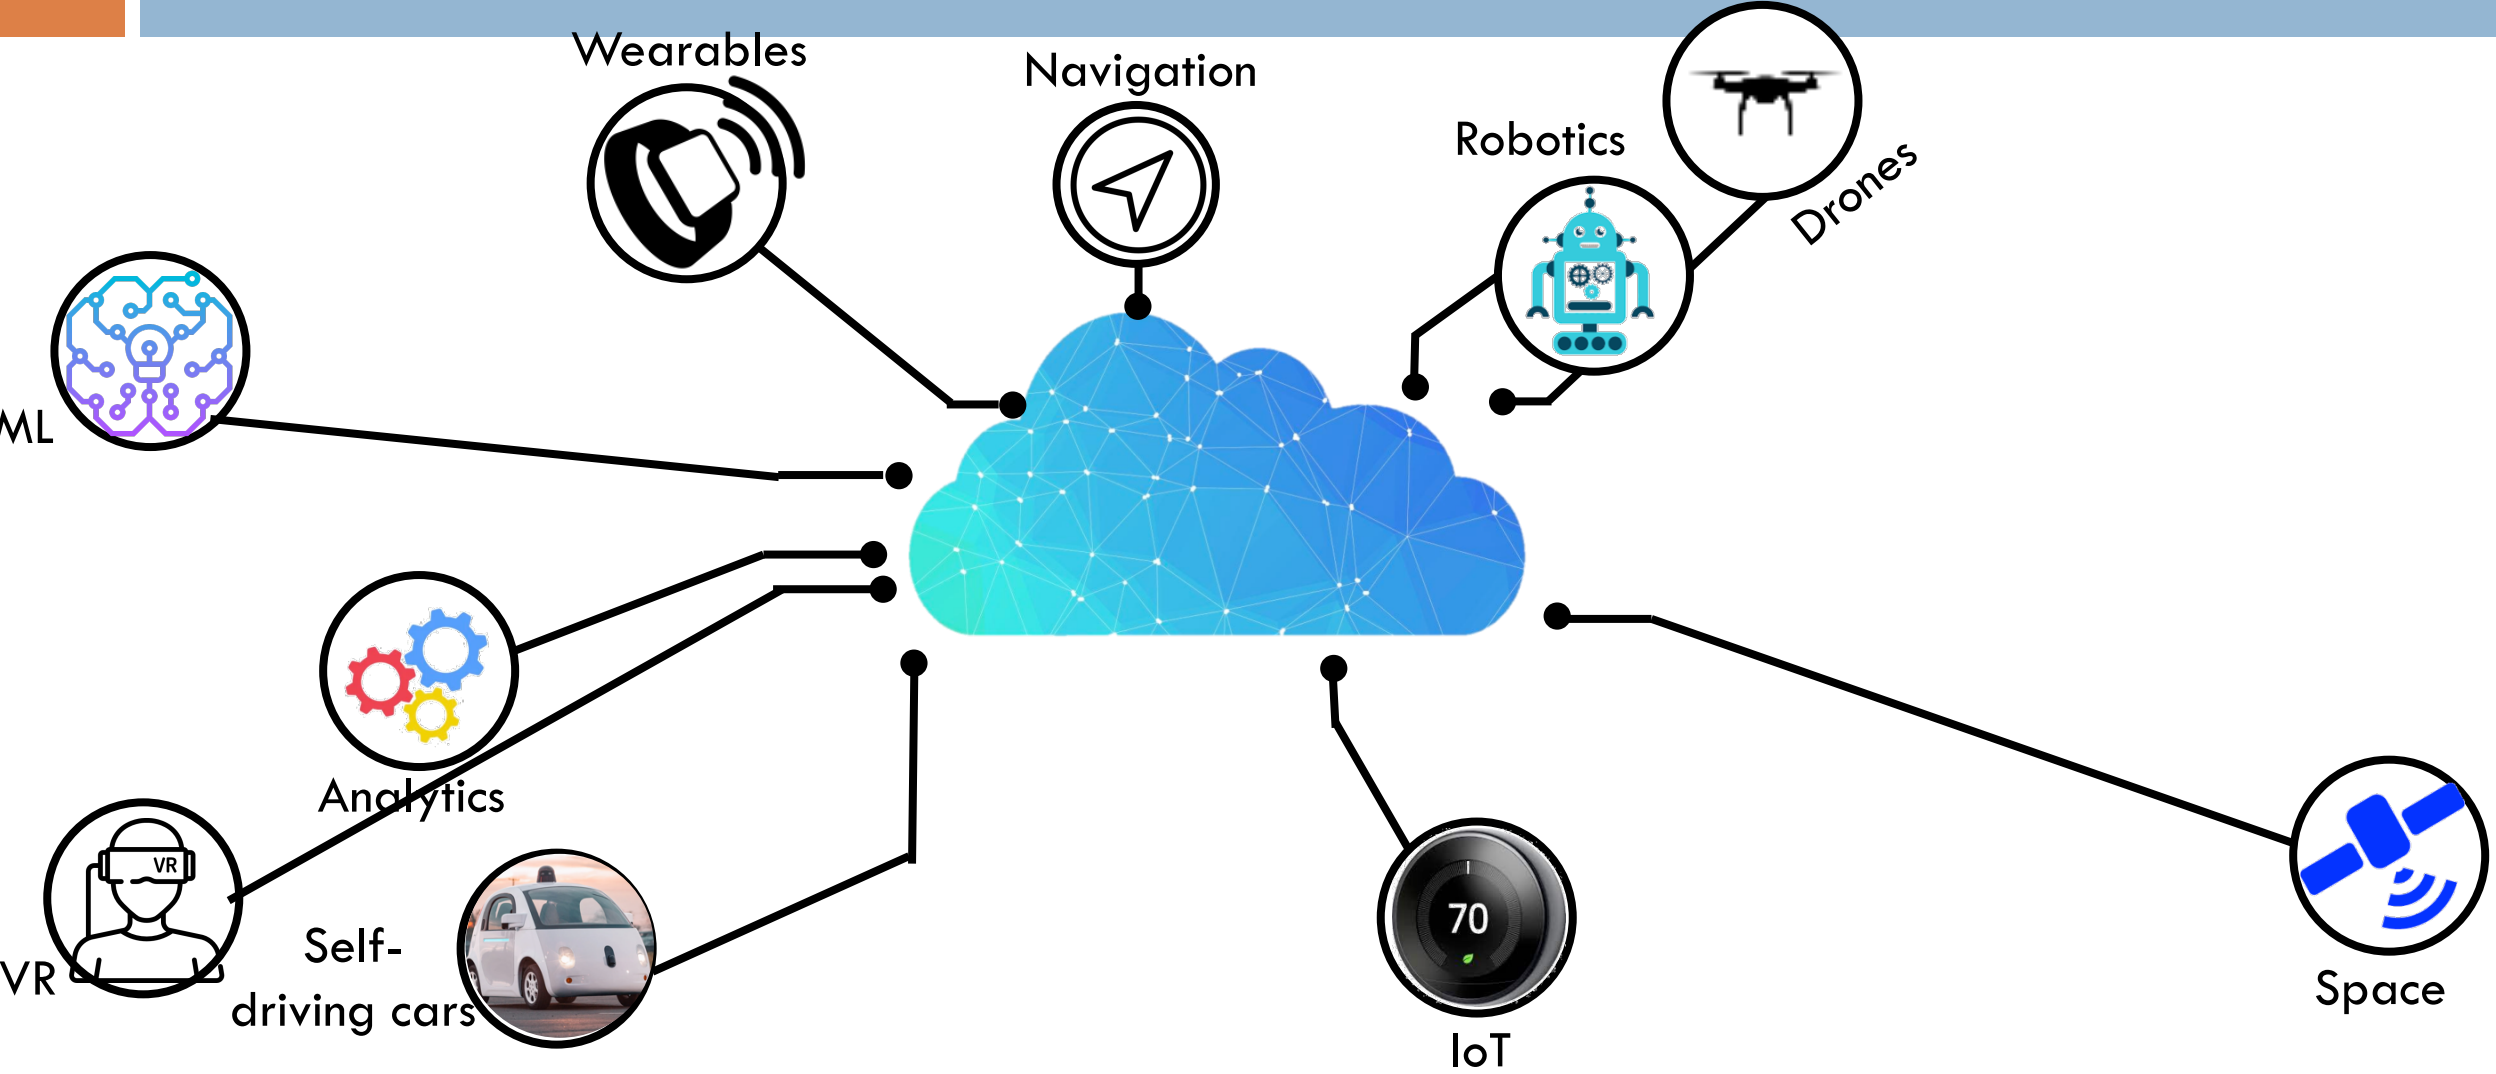 Wearables
Navigation
Robotics
Drones
ML
Analytics
VR
VR
Self-
driving cars
70
IoT
Space